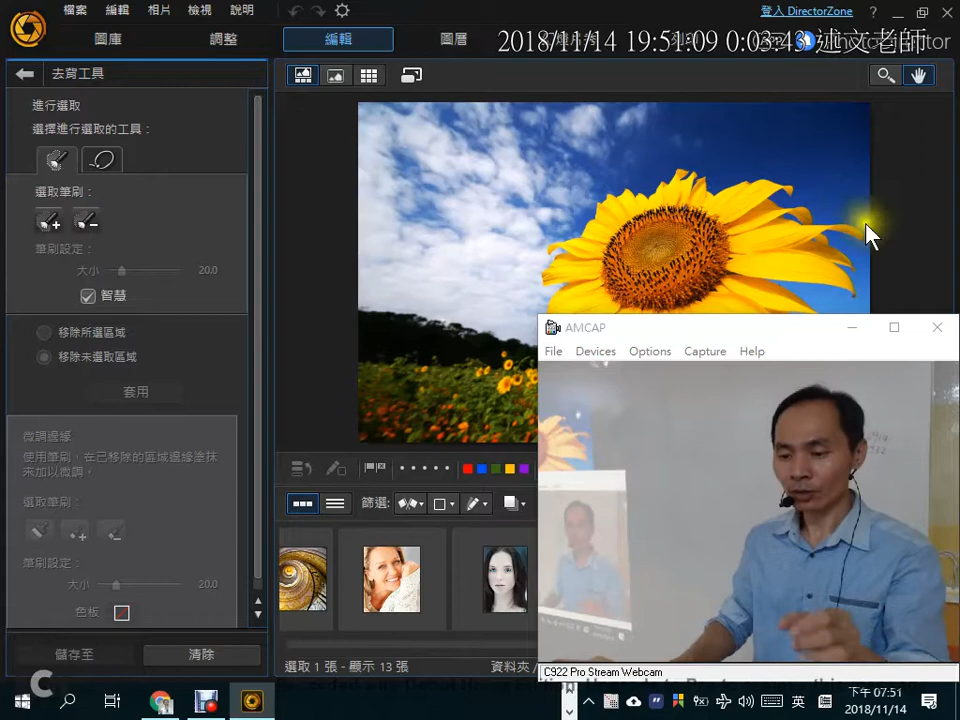 檔案 編輯 相片 檢視 說明
登入 DirectorZone
?
圖庫 調整 編輯 圖層
2018/11/14 19:51:09 0:03:43 述文老師
去背工具
進行選取
選擇進行選取的工具：
選取筆刷：
筆刷設定：
大小 20.0
智慧
移除所選區域
移除未選取區域
套用
微調邊緣
使用筆刷，在已移除的區域邊緣塗抹
來加以微調。
選取筆刷：
筆刷設定：
大小 20.0
色板
儲存至 清除
篩選：
選取 1 張 - 顯示 13 張
資料夾
AMCAP
File Devices Options Capture Help
C922 Pro Stream Webcam
英
下午 07:51
2018/11/14